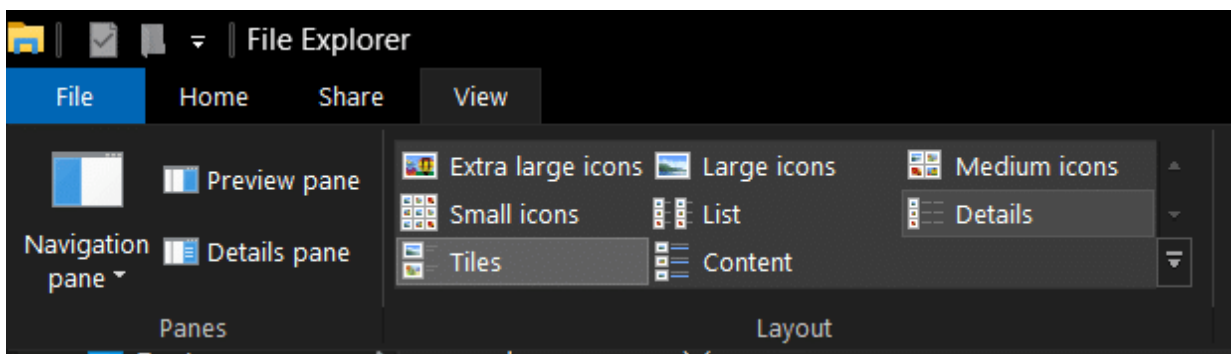 File Explorer
File Home Share View
Extra large icons Large icons Medium icons
Preview pane
Small icons List Details
Navigation pane
Details pane
Tiles Content
Panes Layout